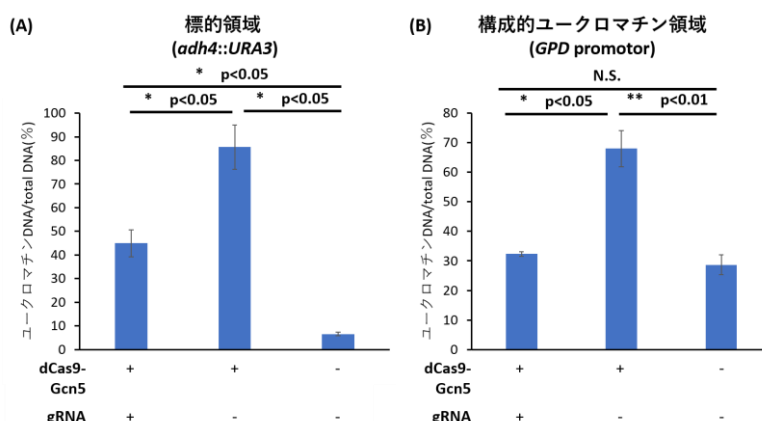 (A)
標的領域
(adh4::URA3)
* p<0.05
* p<0.05
* p<0.05
ユークロマチンDNA/total DNA(%)
100
90
80
70
60
50
40
30
20
10
0
dCas9-
Gcn5
+ + -
gRNA
+ - -
(B)
構成的ユークロマチン領域
(GPD promotor)
N.S.
* p<0.05
** p<0.01
ユークロマチンDNA/total DNA(%)
80
70
60
50
40
30
20
10
0
dCas9-
Gcn5
+ + -
gRNA
+ - -